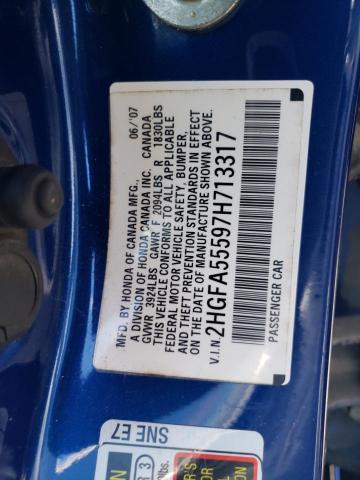 MFD. BY HONDA OF CANADA MFG., 06/'07
A DIVISION OF HONDA CANADA INC. CANADA
GVWR 3924LBS GAWR F 2094LBS R 1830LBS
THIS VEHICLE CONFORMS TO ALL APPLICABLE
FEDERAL MOTOR VEHICLE SAFETY, BUMPER,
AND THEFT PREVENTION STANDARDS IN EFFECT
ON THE DATE OF MANUFACTURE SHOWN ABOVE.
V.I.N. 2HGFA55597H713317
PASSENGER CAR
SNE E7